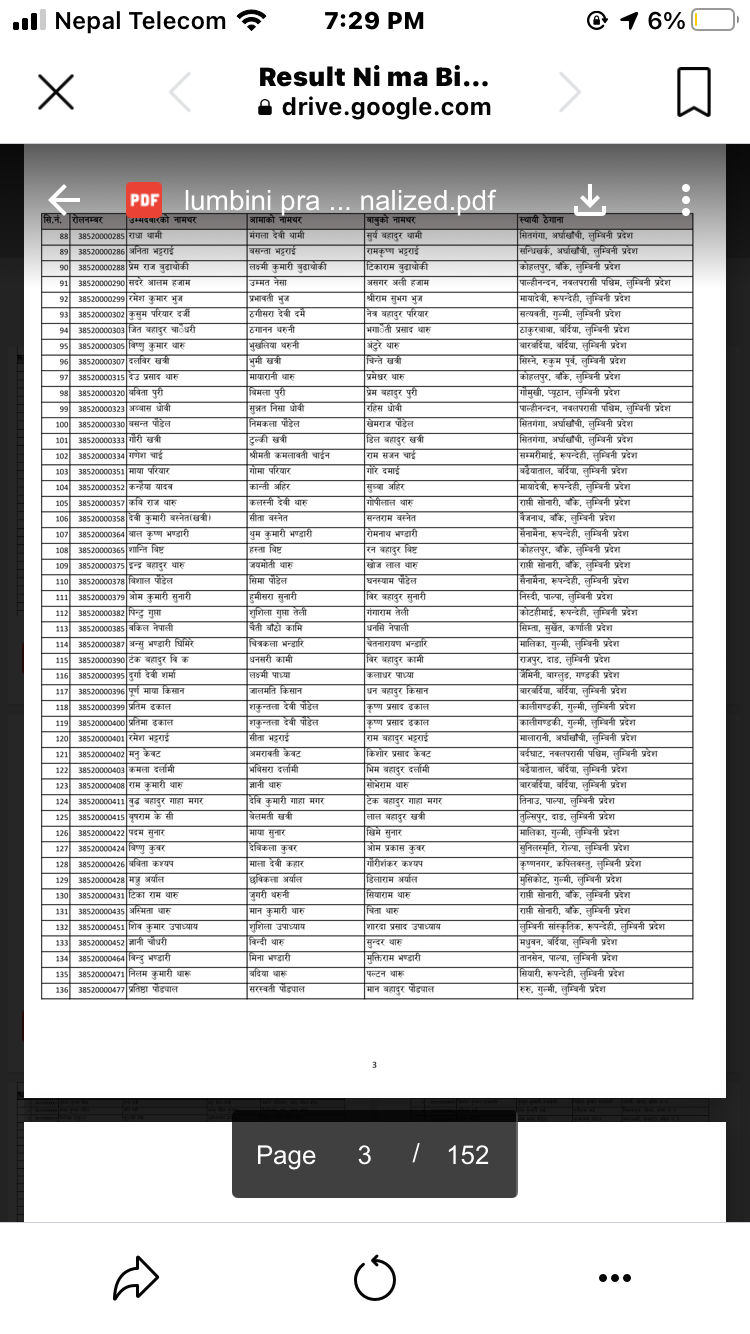 Nepal Telecom 7:29 PM 6%
Result Ni ma Bi...
drive.google.com
PDF lumbini pra ... nalized.pdf
सि.नं. रोलनम्बर उम्मेदवारको नामथर आमाको नामथर बाबुको नामथर स्थायी ठेगाना
88 38520000285 राधा थामी मंगला देवी थामी सुर्य बहादुर थामी सितगंगा, अर्घाखाँची, लुम्बिनी प्रदेश
89 38520000286 अनिता भट्टराई वसन्ता भट्टराई रामकृष्ण भट्टराई सन्धिखर्क, अर्घाखाँची, लुम्बिनी प्रदेश
90 38520000288 प्रेम राज बुढाथोकी लक्ष्मी कुमारी बुढाथोकी टिकाराम बुढाथोकी कोहलपुर, बाँके, लुम्बिनी प्रदेश
91 38520000290 सदरे आलम हजाम उम्मत नेसा असगर अली हजाम पाल्हीनन्दन, नवलपरासी पश्चिम, लुम्बिनी प्रदेश
92 38520000299 रमेश कुमार भुज प्रभावती भुज श्रीराम सुभग भुज मायादेवी, रूपन्देही, लुम्बिनी प्रदेश
93 38520000302 कुसुम परियार दर्जी ठगीसरा देवी दमै नेत्र बहादुर परियार सत्यवती, गुल्मी, लुम्बिनी प्रदेश
94 38520000303 जित बहादुर चाैधरी ठगानन थरुनी भगाैती प्रसाद थारु ठाकुरबाबा, बर्दिया, लुम्बिनी प्रदेश
95 38520000305 विष्णु कुमार थारु भुखलिया थरुनी अंटुरे थारु बारबर्दिया, बर्दिया, लुम्बिनी प्रदेश
96 38520000307 दलविर खत्री भुमी खत्री चिन्ते खत्री सिस्ने, रुकुम पूर्व, लुम्बिनी प्रदेश
97 38520000315 देउ प्रसाद थारु मायारानी थारु प्रमेश्वर थारु कोहलपुर, बाँके, लुम्बिनी प्रदेश
98 38520000320 बबिता पुरी बिमला पुरी प्रेम बहादुर पुरी गौमुखी, प्यूठान, लुम्बिनी प्रदेश
99 38520000323 अब्बास धोवी सुन्नत निसा धोवी रहिस धोवी पाल्हीनन्दन, नवलपरासी पश्चिम, लुम्बिनी प्रदेश
100 38520000330 बसन्त पौडेल निमकला पौडेल खेमराज पौडेल सितगंगा, अर्घाखाँची, लुम्बिनी प्रदेश
101 38520000333 गौरी खत्री टुल्की खत्री डिल बहादुर खत्री सितगंगा, अर्घाखाँची, लुम्बिनी प्रदेश
102 38520000334 गणेश चाई श्रीमती कमलावती चाईन राम सजन चाई सम्मरीमाई, रूपन्देही, लुम्बिनी प्रदेश
103 38520000351 माया परियार गोमा परियार गोरे दमाई बढैयाताल, बर्दिया, लुम्बिनी प्रदेश
104 38520000352 कन्हैया यादव कान्ती अहिर सुब्बा अहिर मायादेवी, रूपन्देही, लुम्बिनी प्रदेश
105 38520000357 कवि राज थारु कलस्नी देवी थारु गोपीलाल थारु राप्ती सोनारी, बाँके, लुम्बिनी प्रदेश
106 38520000358 देवी कुमारी बस्नेत(खत्री) सीता बस्नेत सन्तराम बस्नेत बैजनाथ, बाँके, लुम्बिनी प्रदेश
107 38520000364 बाल कृष्ण भण्डारी थुम कुमारी भण्डारी रोमनाथ भण्डारी सैनामैना, रूपन्देही, लुम्बिनी प्रदेश
108 38520000365 शान्ति बिष्ट हस्ता बिष्ट रन बहादुर बिष्ट कोहलपुर, बाँके, लुम्बिनी प्रदेश
109 38520000375 इन्द्र बहादुर थारु जयमोती थारु खोज लाल थारु राप्ती सोनारी, बाँके, लुम्बिनी प्रदेश
110 38520000378 बिशाल पौडेल सिमा पौडेल घनस्याम पौडेल सैनामैना, रूपन्देही, लुम्बिनी प्रदेश
111 38520000379 ओम कुमारी सुनारी हुमीसरा सुनारी विर बहादुर सुनारी निस्दी, पाल्पा, लुम्बिनी प्रदेश
112 38520000382 पिन्टु गुप्ता शुशिला गुप्ता तेली गंगाराम तेली कोटहीमाई, रूपन्देही, लुम्बिनी प्रदेश
113 38520000385 वकिल नेपाली चैती बाँठो कामि धनसि नेपाली सिम्ता, सुर्खेत, कर्णाली प्रदेश
114 38520000387 अन्सु भण्डारी घिमिरे चित्रकला भन्डारि चेतनारायण भन्डारि मालिका, गुल्मी, लुम्बिनी प्रदेश
115 38520000390 टंक बहादुर वि क धनसरी कामी विर बहादुर कामी राजपुर, दाङ, लुम्बिनी प्रदेश
116 38520000395 दुर्गा देवी शर्मा लक्ष्मी पाध्या कलाधर पाध्या जैमिनी, बाग्लुङ, गण्डकी प्रदेश
117 38520000396 पूर्ण माया किसान जालमति किसान धन बहादुर किसान बारबर्दिया, बर्दिया, लुम्बिनी प्रदेश
118 38520000399 प्रतिम ढकाल शकुन्तला देवी पौडेल कृष्ण प्रसाद ढकाल कालीगण्डकी, गुल्मी, लुम्बिनी प्रदेश
119 38520000400 प्रतिमा ढकाल शकुन्तला देवी पौडेल कृष्ण प्रसाद ढकाल कालीगण्डकी, गुल्मी, लुम्बिनी प्रदेश
120 38520000401 रमेश भट्टराई सीता भट्टराई राम बहादुर भट्टराई मालारानी, अर्घाखाँची, लुम्बिनी प्रदेश
121 38520000402 मनु केवट अमरावती केवट किशोर प्रसाद केवट बर्दघाट, नवलपरासी पश्चिम, लुम्बिनी प्रदेश
122 38520000403 कमला दर्लामी भविसरा दर्लामी भिम बहादुर दर्लामी बढैयाताल, बर्दिया, लुम्बिनी प्रदेश
123 38520000408 राम कुमारी थारु ज्ञानी थारु सोभेराम थारु बारबर्दिया, बर्दिया, लुम्बिनी प्रदेश
124 38520000411 बुद्ध बहादुर गाहा मगर देवि कुमारी गाहा मगर टेक बहादुर गाहा मगर तिनाउ, पाल्पा, लुम्बिनी प्रदेश
125 38520000415 बृषराम के सी बेलमती खत्री लाल बहादुर खत्री तुल्सिपुर, दाङ, लुम्बिनी प्रदेश
126 38520000422 पदम सुनार माया सुनार खिमे सुनार मालिका, गुल्मी, लुम्बिनी प्रदेश
127 38520000424 बिष्णु कुवर देबिकला कुवर ओम प्रकास कुवर सुनिलस्मृति, रोल्पा, लुम्बिनी प्रदेश
128 38520000426 बबिता कश्यप माला देवी कहार गौरीशंकर कश्यप कृष्णनगर, कपिलवस्तु, लुम्बिनी प्रदेश
129 38520000428 मञ्जु अर्याल छविकला अर्याल डिलाराम अर्याल मुसिकोट, गुल्मी, लुम्बिनी प्रदेश
130 38520000431 टिका राम थारु जुगरी थरुनी सियाराम थारु राप्ती सोनारी, बाँके, लुम्बिनी प्रदेश
131 38520000435 अस्मिता थारु मान कुमारी थारु चिता थारु राप्ती सोनारी, बाँके, लुम्बिनी प्रदेश
132 38520000451 शिव कुमार उपाध्याय शुशिला उपाध्याय शारदा प्रसाद उपाध्याय लुम्बिनी सांस्कृतिक, रूपन्देही, लुम्बिनी प्रदेश
133 38520000452 ज्ञानी चौधरी विन्दी थारु सुन्दर थारु मधुवन, बर्दिया, लुम्बिनी प्रदेश
134 38520000464 विन्दु भण्डारी मिना भण्डारी मुक्तिराम भण्डारी तानसेन, पाल्पा, लुम्बिनी प्रदेश
135 38520000471 निलम कुमारी थारू बदिया थारू पल्टन थारू सियारी, रूपन्देही, लुम्बिनी प्रदेश
136 38520000477 प्रतिष्ठा पौड्याल सरस्वती पौड्याल मान बहादुर पौड्याल रुरु, गुल्मी, लुम्बिनी प्रदेश
3
Page 3 / 152